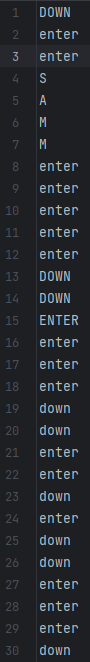 1 DOWN
2 enter
3 enter
4 S
5 A
6 M
7 M
8 enter
9 enter
10 enter
11 enter
12 enter
13 DOWN
14 DOWN
15 ENTER
16 enter
17 enter
18 enter
19 down
20 down
21 enter
22 enter
23 down
24 enter
25 down
26 down
27 enter
28 enter
29 enter
30 down